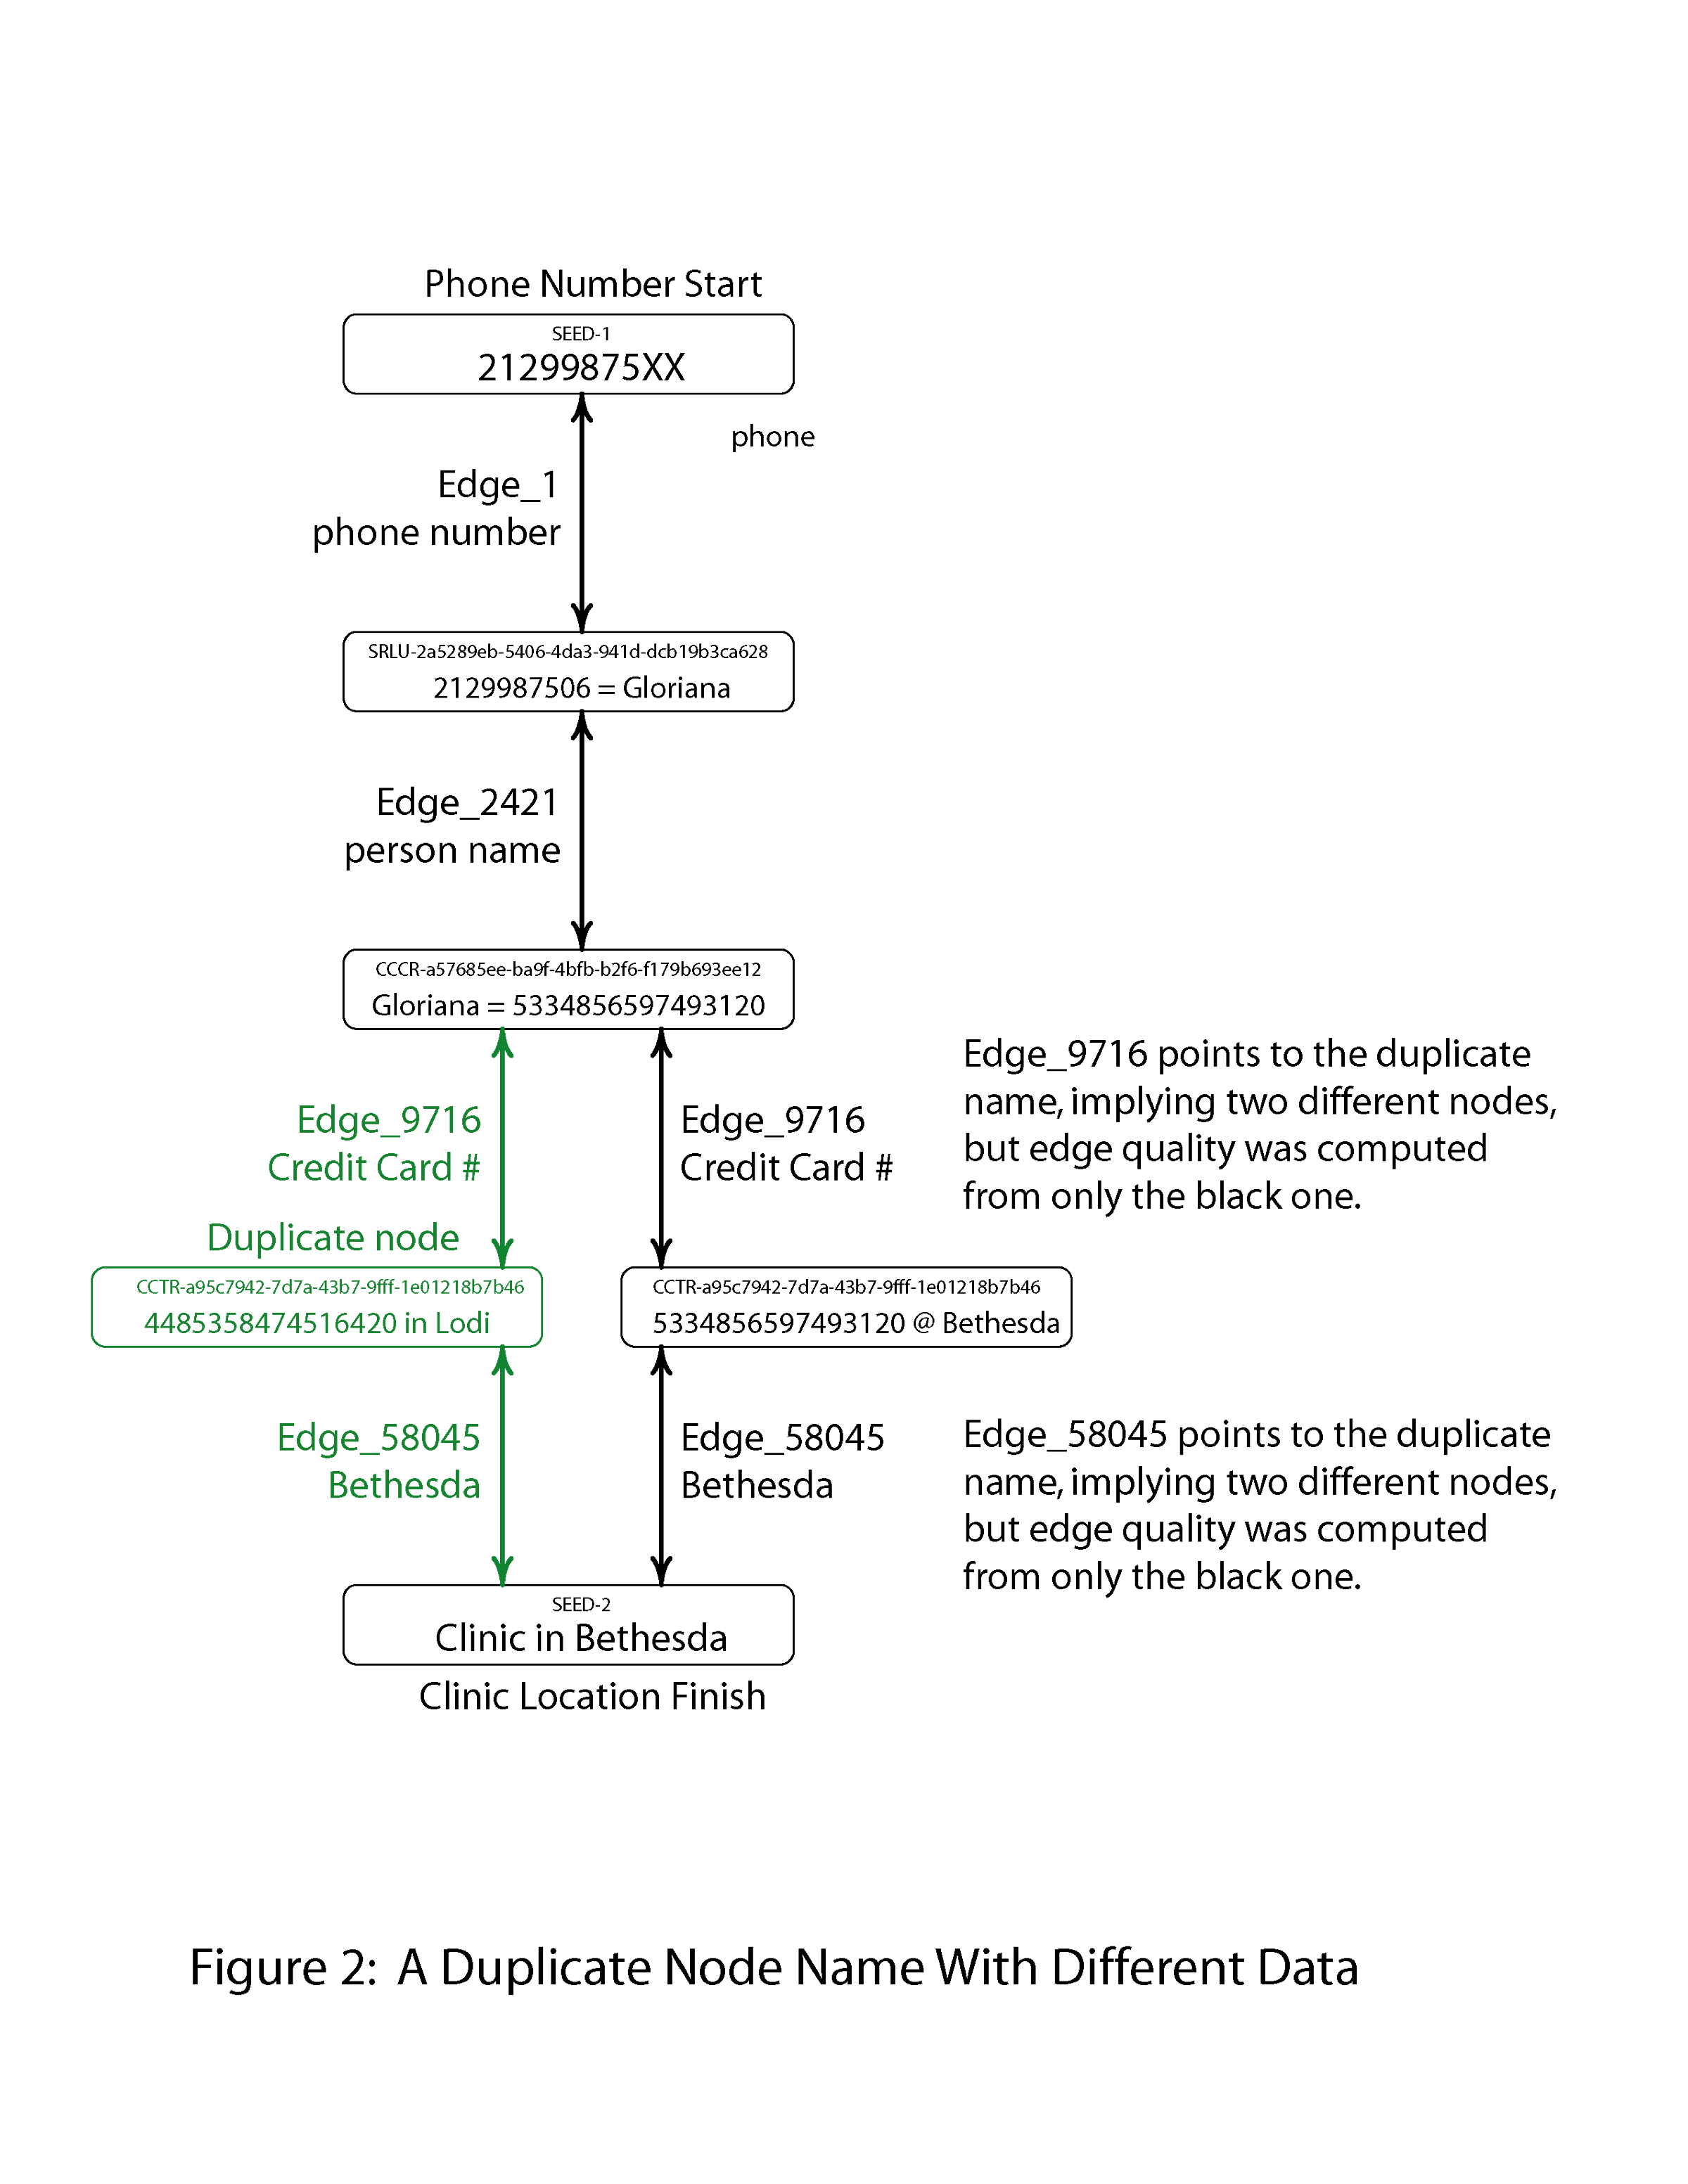 Phone Number Start
SEED-1
21299875XX
phone
Edge_1
phone number
SRLU-2a5289eb-5406-4da3-941d-dcb19b3ca628
2129987506 = Gloriana
Edge_2421
person name
CCCR-a57685ee-ba9f-4bfb-b2f6-f179b693ee12
Gloriana = 5334856597493120
Edge_9716
Credit Card #
Edge_9716
Credit Card #
Edge_9716 points to the duplicate
name, implying two different nodes,
but edge quality was computed
from only the black one.
Duplicate node
CCTR-a95c7942-7d7a-43b7-9fff-1e01218b7b46
4485358474516420 in Lodi
CCTR-a95c7942-7d7a-43b7-9fff-1e01218b7b46
5334856597493120 @ Bethesda
Edge_58045
Bethesda
Edge_58045
Bethesda
Edge_58045 points to the duplicate
name, implying two different nodes,
but edge quality was computed
from only the black one.
SEED-2
Clinic in Bethesda
Clinic Location Finish
Figure 2:  A Duplicate Node Name With Different Data